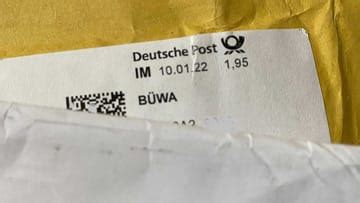 Deutsche Post
IM 10.01.22 1,95
BÜWA